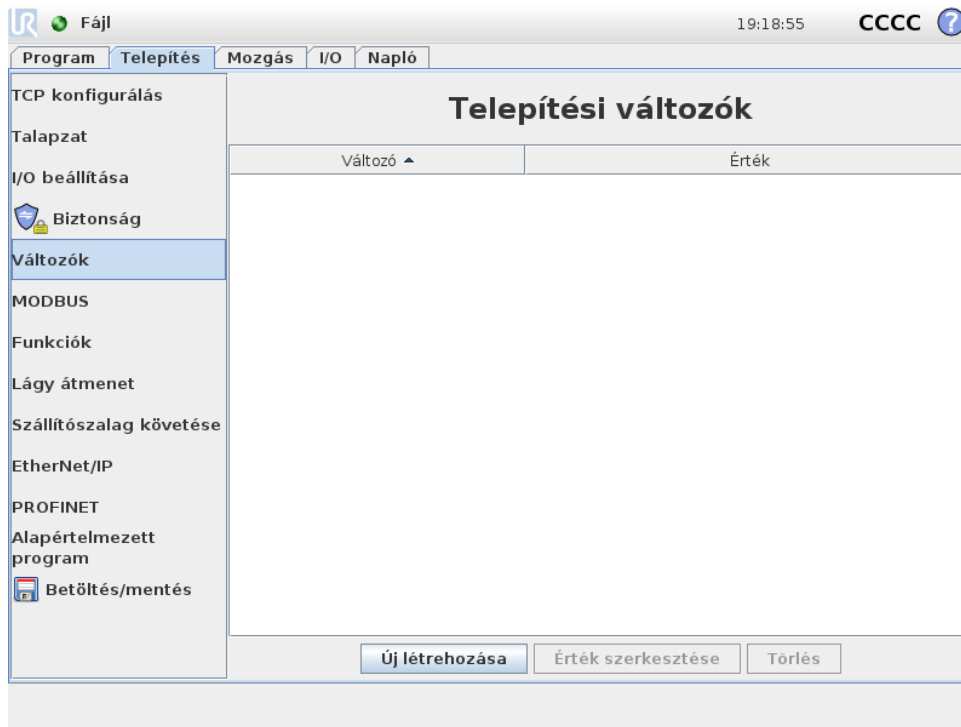 UR Fájl 19:18:55 CCCC ?
Program Telepítés Mozgás I/O Napló
TCP konfigurálás
Talapzat
I/O beállítása
Biztonság
Változók
MODBUS
Funkciók
Lágy átmenet
Szállítószalag követése
EtherNet/IP
PROFINET
Alapértelmezett
program
Betöltés/mentés
Telepítési változók
Változó Érték
Új létrehozása Érték szerkesztése Törlés